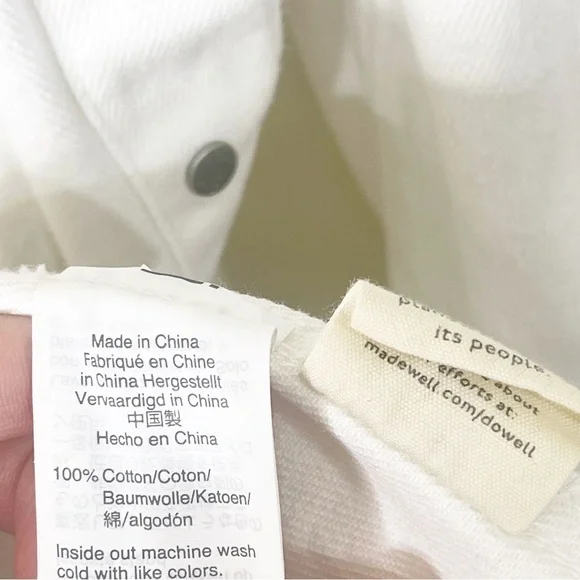 Made in China
Fabriqué en Chine
in China Hergestellt
Vervaardigd in China
中国製
Hecho en China
100% Cotton/Coton/
Baumwolle/Katoen/
綿/algodón
Inside out machine wash
cold with like colors.
its people.
about
efforts at
madewell.com/dowell